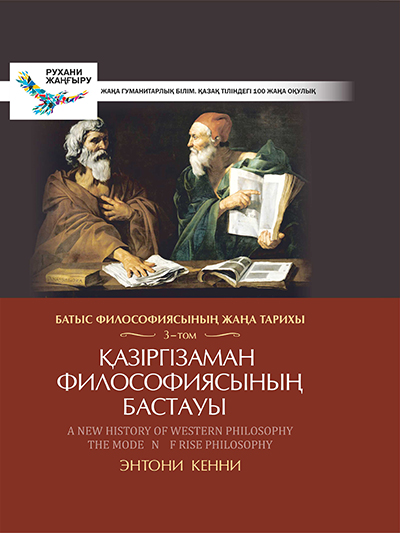 РУХАНИ
ЖАҢҒЫРУ
ЖАҢА ГУМАНИТАРЛЫҚ БІЛІМ. ҚАЗАҚ ТІЛІНДЕГІ 100 ЖАҢА ОҚУЛЫҚ
БАТЫС ФИЛОСОФИЯСЫНЫҢ ЖАҢА ТАРИХЫ
3-ТОМ
ҚАЗІРГІЗАМАН
ФИЛОСОФИЯСЫНЫҢ
БАСТАУЫ
A NEW HISTORY OF WESTERN PHILOSOPHY
THE MODE N F RISE PHILOSOPHY
ЭНТОНИ КЕННИ